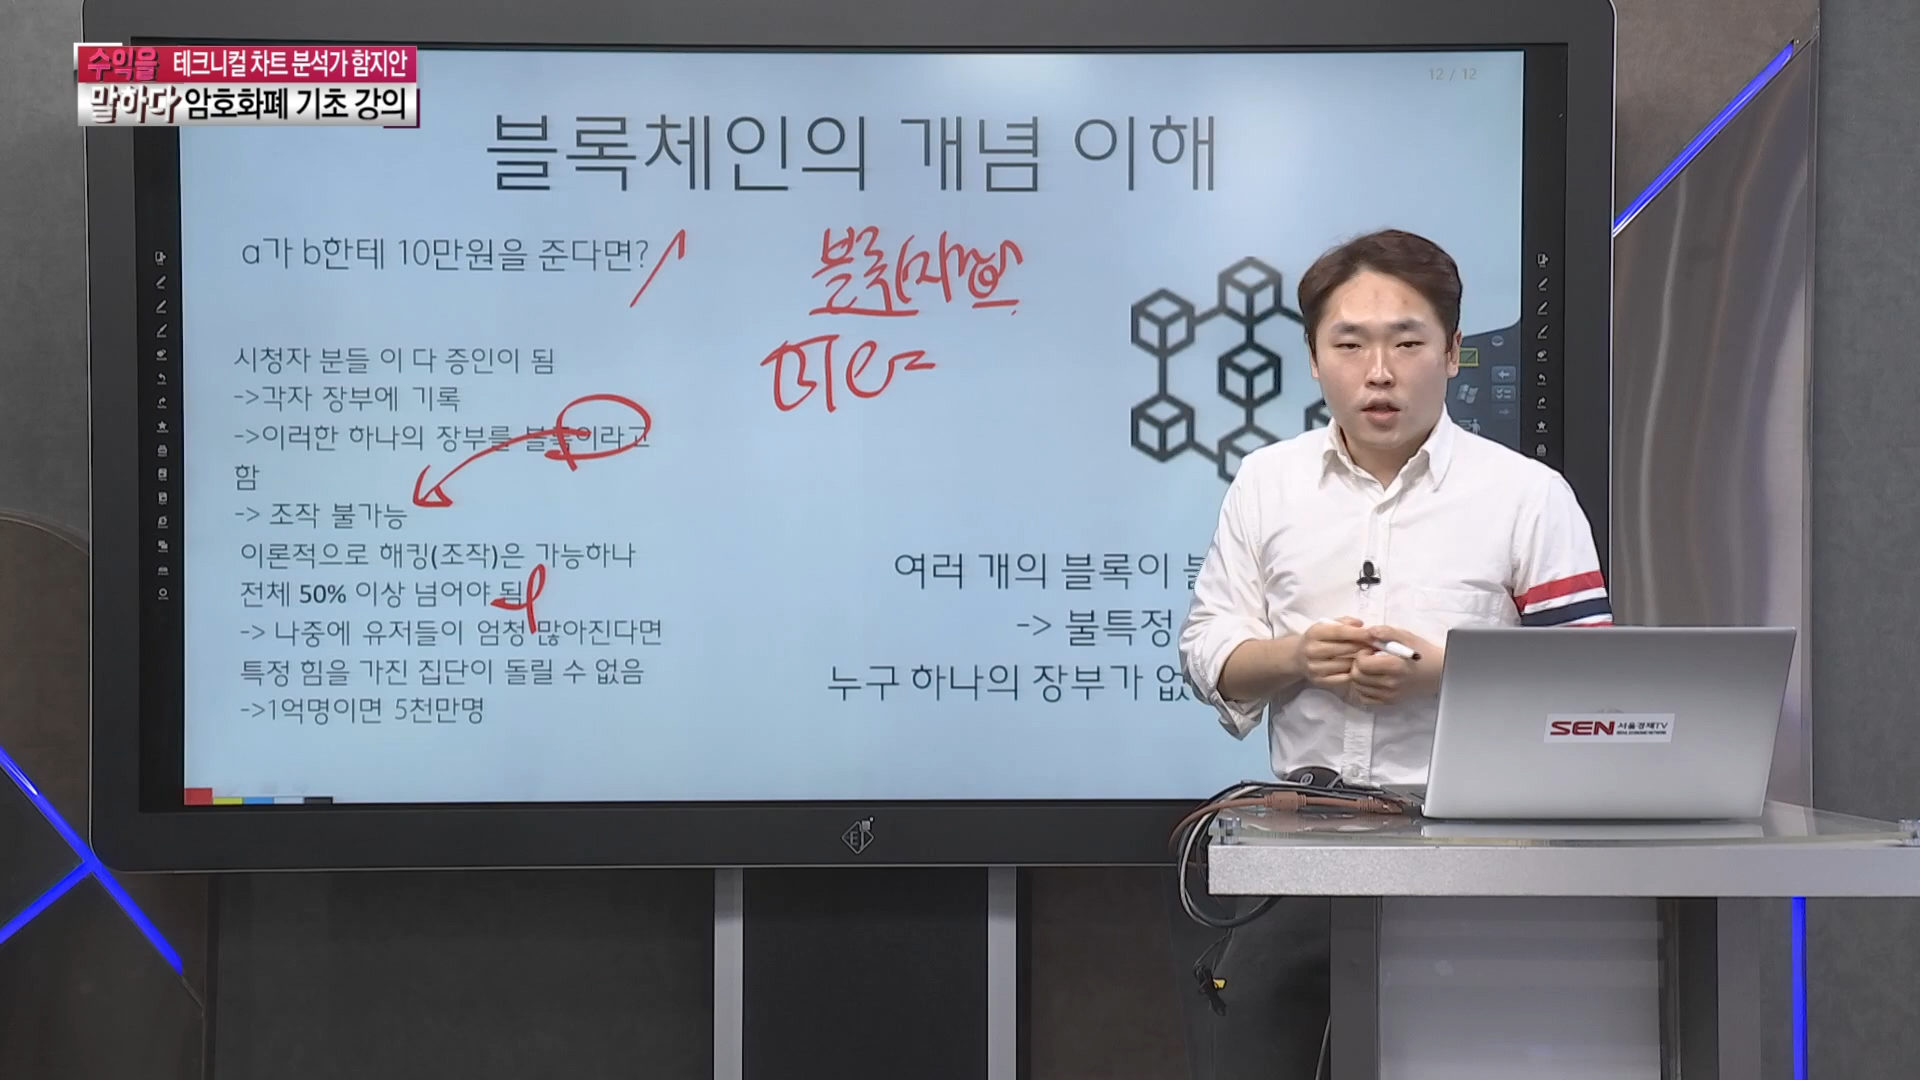 수익을 테크니컬 차트 분석가 함지안
말하다 암호화폐 기초 강의
12 / 12
블록체인의 개념 이해
a가 b한테 10만원을 준다면?
시청자 분들 이 다 증인이 됨
->각자 장부에 기록
->이러한 하나의 장부를 블록이라고
함
-> 조작 불가능
이론적으로 해킹(조작)은 가능하나
전체 50% 이상 넘어야 됨
-> 나중에 유저들이 엄청 많아진다면
특정 힘을 가진 집단이 돌릴 수 없음
->1억명이면 5천만명
여러 개의 블록이
-> 불특정
누구 하나의 장부가
SEN 서울경제TV
SEOUL ECONOMIC NETWORK